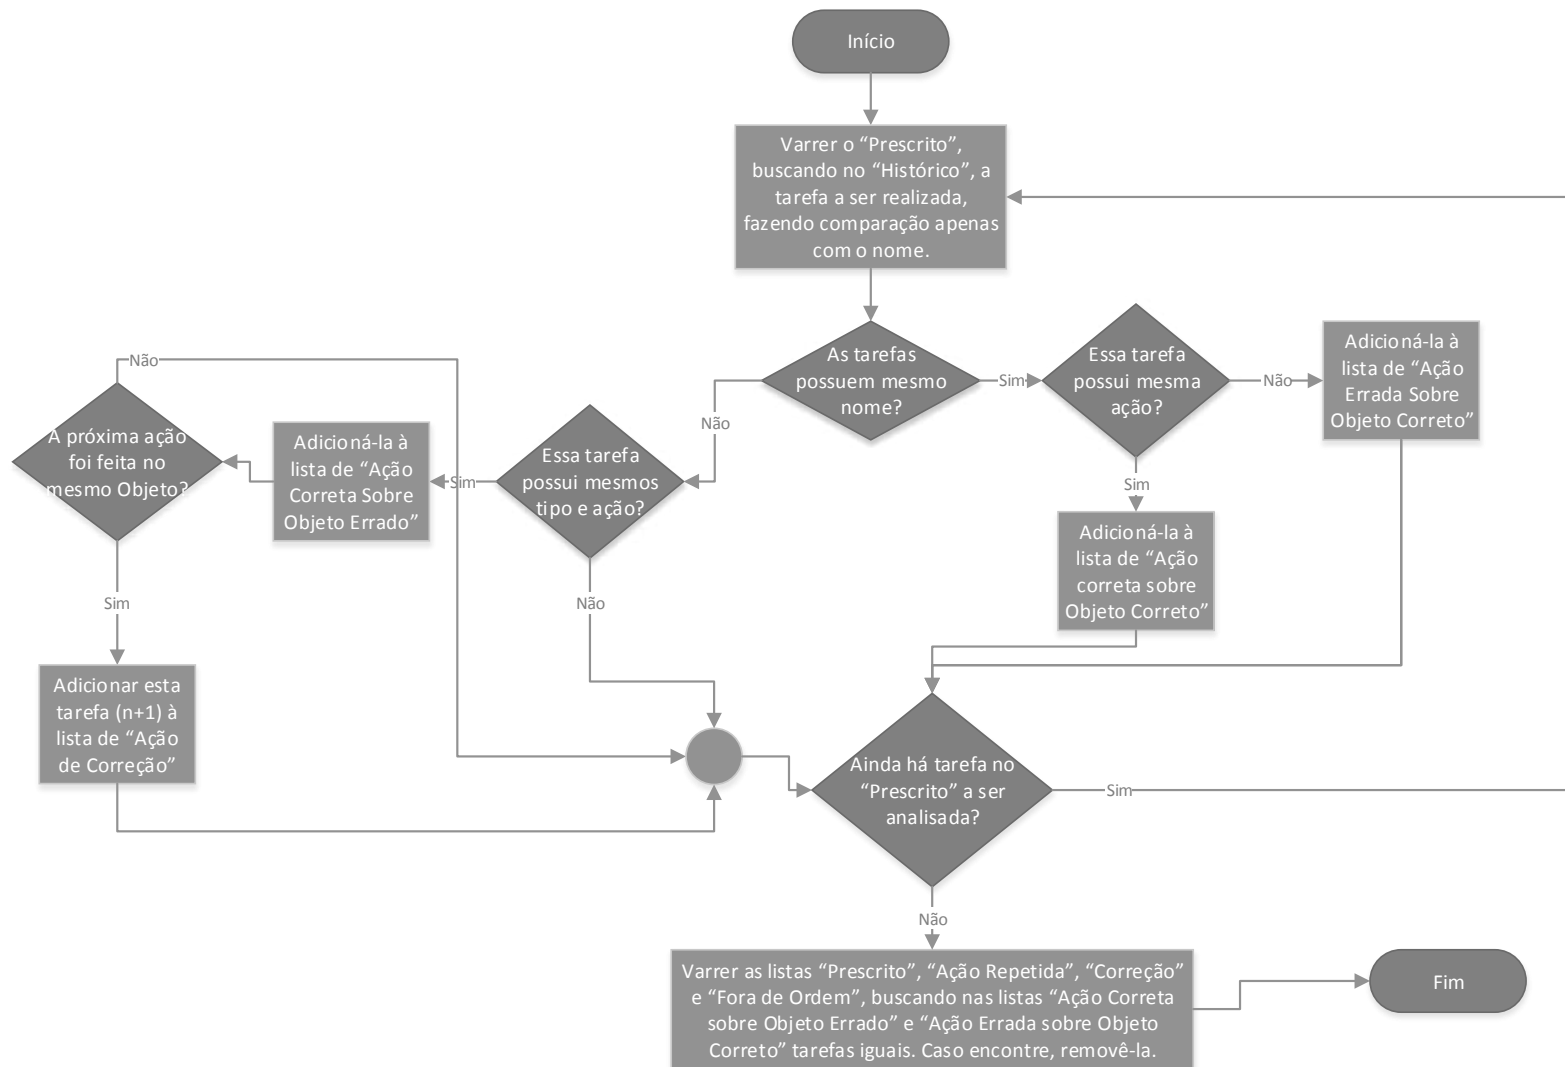 Início
Varrer o “Prescrito”,
buscando no “Histórico”, a
tarefa a ser realizada,
fazendo comparação apenas
com o nome.
As tarefas
possuem mesmo
nome?
Sim
Essa tarefa
possui mesma
ação?
Não
Adicioná-la à
lista de “Ação
Errada Sobre
Objeto Correto”
Sim
Adicioná-la à
lista de “Ação
correta sobre
Objeto Correto”
Não
Essa tarefa
possui mesmos
tipo e ação?
Sim
Adicioná-la à
lista de “Ação
Correta Sobre
Objeto Errado”
Não
A próxima ação
foi feita no
mesmo Objeto?
Não
Sim
Adicionar esta
tarefa (n+1) à
lista de “Ação
de Correção”
Ainda há tarefa no
“Prescrito” a ser
analisada?
Sim
Não
Varrer as listas “Prescrito”, “Ação Repetida”, “Correção”
e “Fora de Ordem”, buscando nas listas “Ação Correta
sobre Objeto Errado” e “Ação Errada sobre Objeto
Correto” tarefas iguais. Caso encontre, removê-la.
Fim